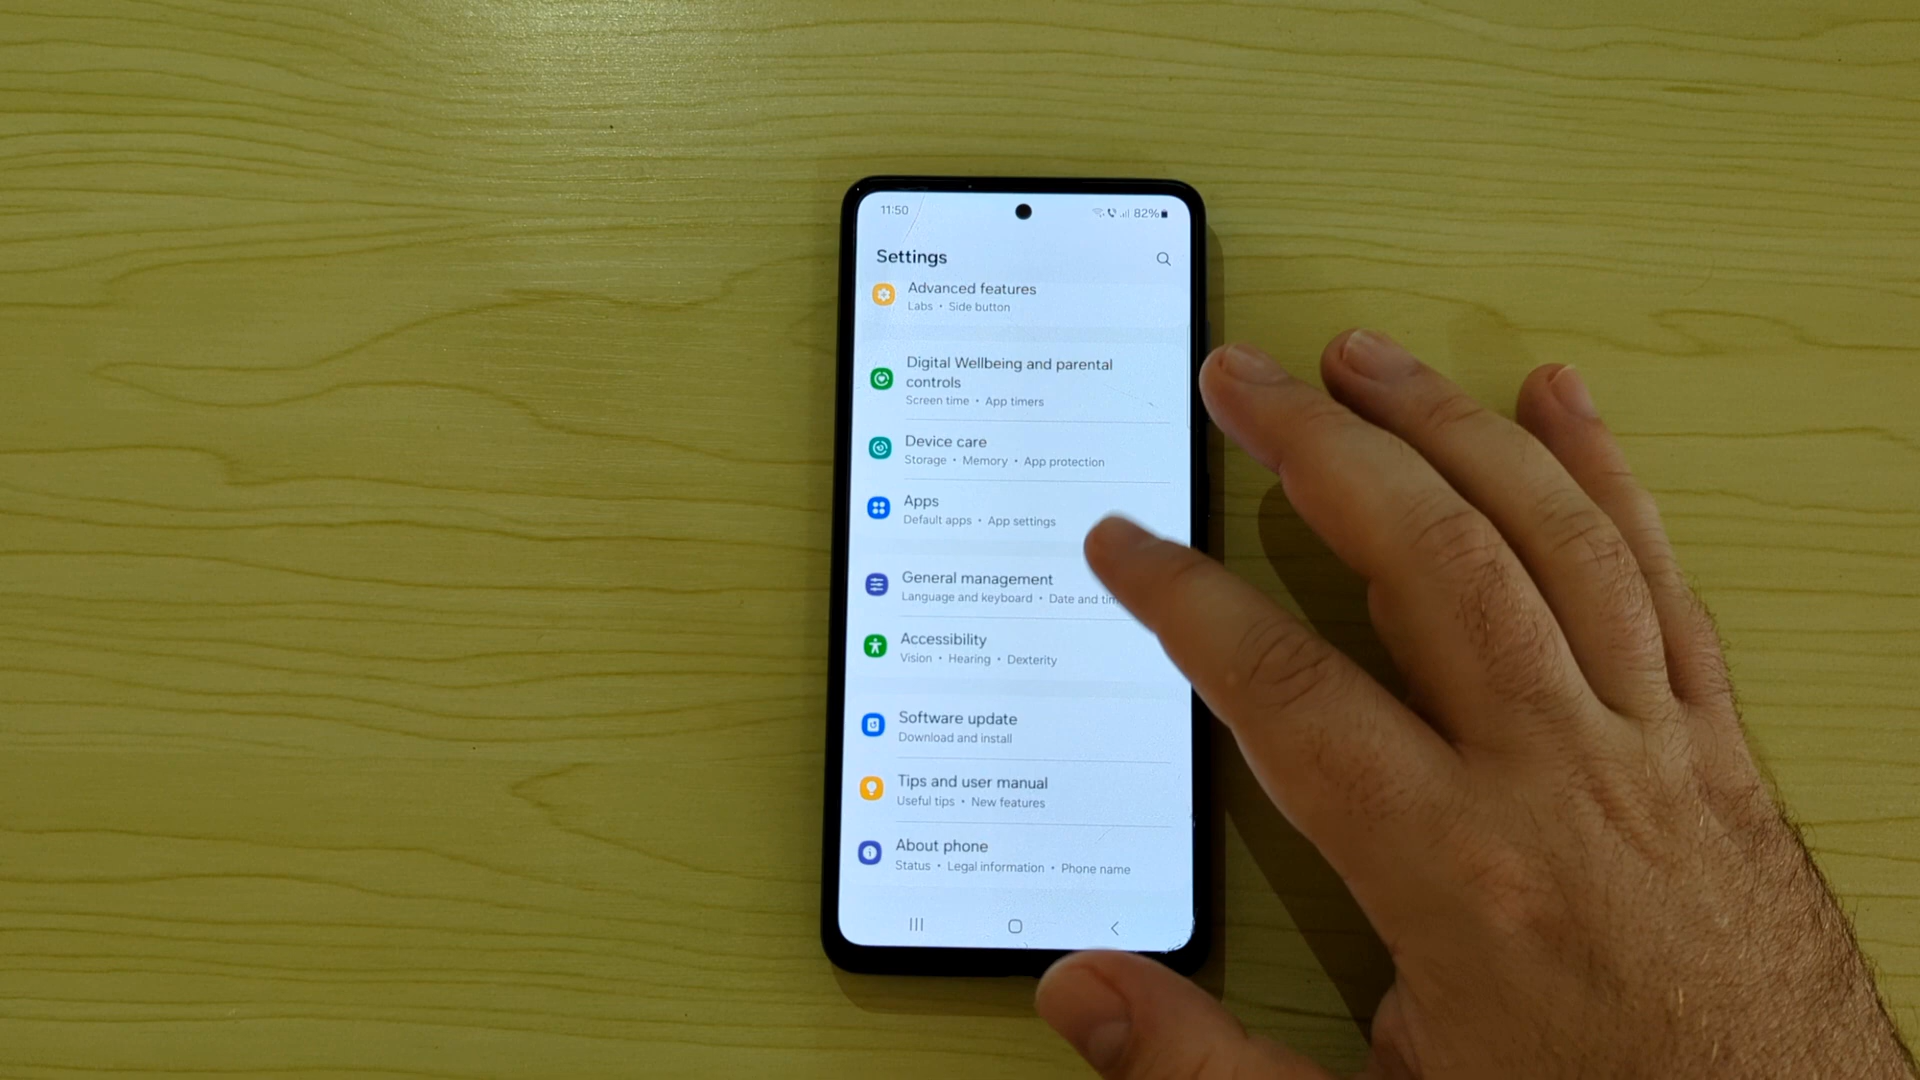 11:50
82%
Settings
Advanced features
Labs • Side button
Digital Wellbeing and parental
controls
Screen time • App timers
Device care
Storage • Memory • App protection
Apps
Default apps • App settings
General management
Language and keyboard • Date and
Accessibility
Vision • Hearing • Dexterity
Software update
Download and install
Tips and user manual
Useful tips • New features
About phone
Status • Legal information • Phone name